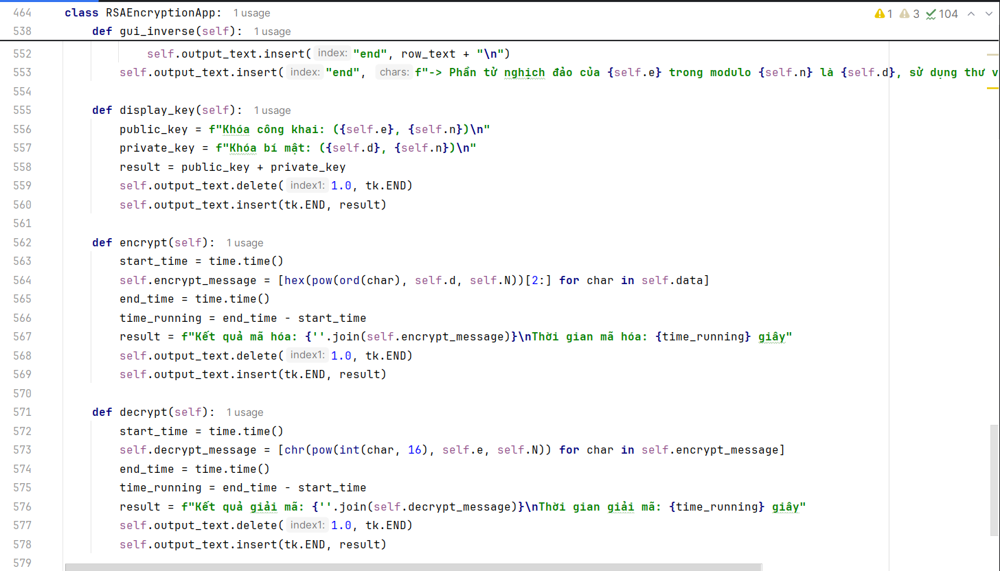 464 class RSAEncryptionApp: 1 usage
1 3 104
538 def gui_inverse(self): 1 usage
552 self.output_text.insert( index: "end", row_text + "\n")
553 self.output_text.insert( index: "end", chars: f"-> Phần tử nghịch đảo của {self.e} trong modulo {self.n} là {self.d}, sử dụng thư v
554
555 def display_key(self): 1 usage
556 public_key = f"Khóa công khai: ({self.e}, {self.n})\n"
557 private_key = f"Khóa bí mật: ({self.d}, {self.n})\n"
558 result = public_key + private_key
559 self.output_text.delete( index1: 1.0, tk.END)
560 self.output_text.insert(tk.END, result)
561
562 def encrypt(self): 1 usage
563 start_time = time.time()
564 self.encrypt_message = [hex(pow(ord(char), self.d, self.N))[2:] for char in self.data]
565 end_time = time.time()
566 time_running = end_time - start_time
567 result = f"Kết quả mã hóa: {''.join(self.encrypt_message)}\nThời gian mã hóa: {time_running} giây"
568 self.output_text.delete( index1: 1.0, tk.END)
569 self.output_text.insert(tk.END, result)
570
571 def decrypt(self): 1 usage
572 start_time = time.time()
573 self.decrypt_message = [chr(pow(int(char, 16), self.e, self.N)) for char in self.encrypt_message]
574 end_time = time.time()
575 time_running = end_time - start_time
576 result = f"Kết quả giải mã: {''.join(self.decrypt_message)}\nThời gian giải mã: {time_running} giây"
577 self.output_text.delete( index1: 1.0, tk.END)
578 self.output_text.insert(tk.END, result)
579